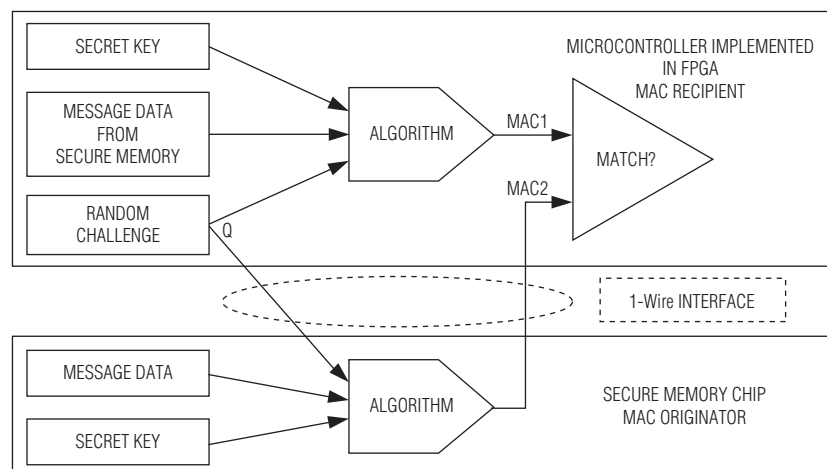 SECRET KEY
MESSAGE DATA
FROM
SECURE MEMORY
RANDOM
CHALLENGE
Q
ALGORITHM
MAC1
MAC2
MICROCONTROLLER IMPLEMENTED
IN FPGA
MAC RECIPIENT
MATCH?
1-Wire INTERFACE
MESSAGE DATA
SECRET KEY
ALGORITHM
SECURE MEMORY CHIP
MAC ORIGINATOR